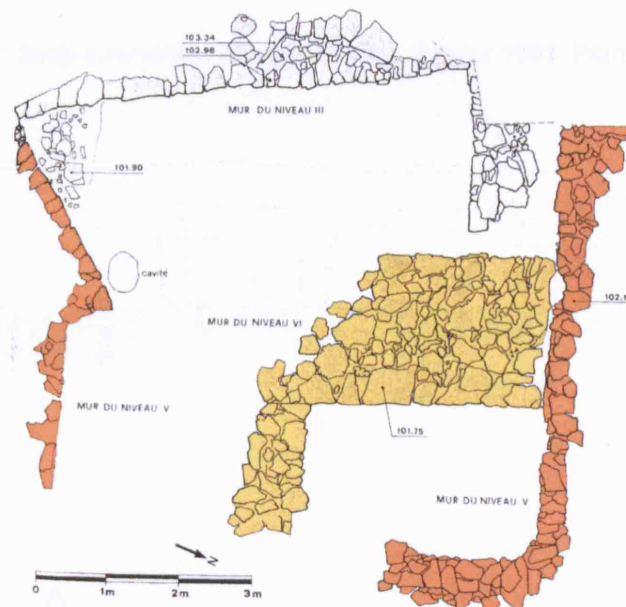 103.34
102.98
MUR DU NIVEAU III
101.90
cavité
MUR DU NIVEAU VI
MUR DU NIVEAU V
101.75
MUR DU NIVEAU V
N
0 1m 2m 3m